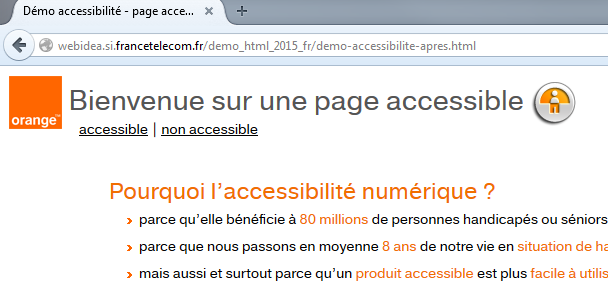 Démo accessibilité - page acce...
webidea.si.francetelecom.fr/demo_html_2015_fr/demo-accessibilite-apres.html
Bienvenue sur une page accessible
orange™
accessible | non accessible
Pourquoi l'accessibilité numérique ?
parce qu'elle bénéficie à 80 millions de personnes handicapés ou séniors
parce que nous passons en moyenne 8 ans de notre vie en situation de ha
mais aussi et surtout parce qu'un produit accessible est plus facile à utilis